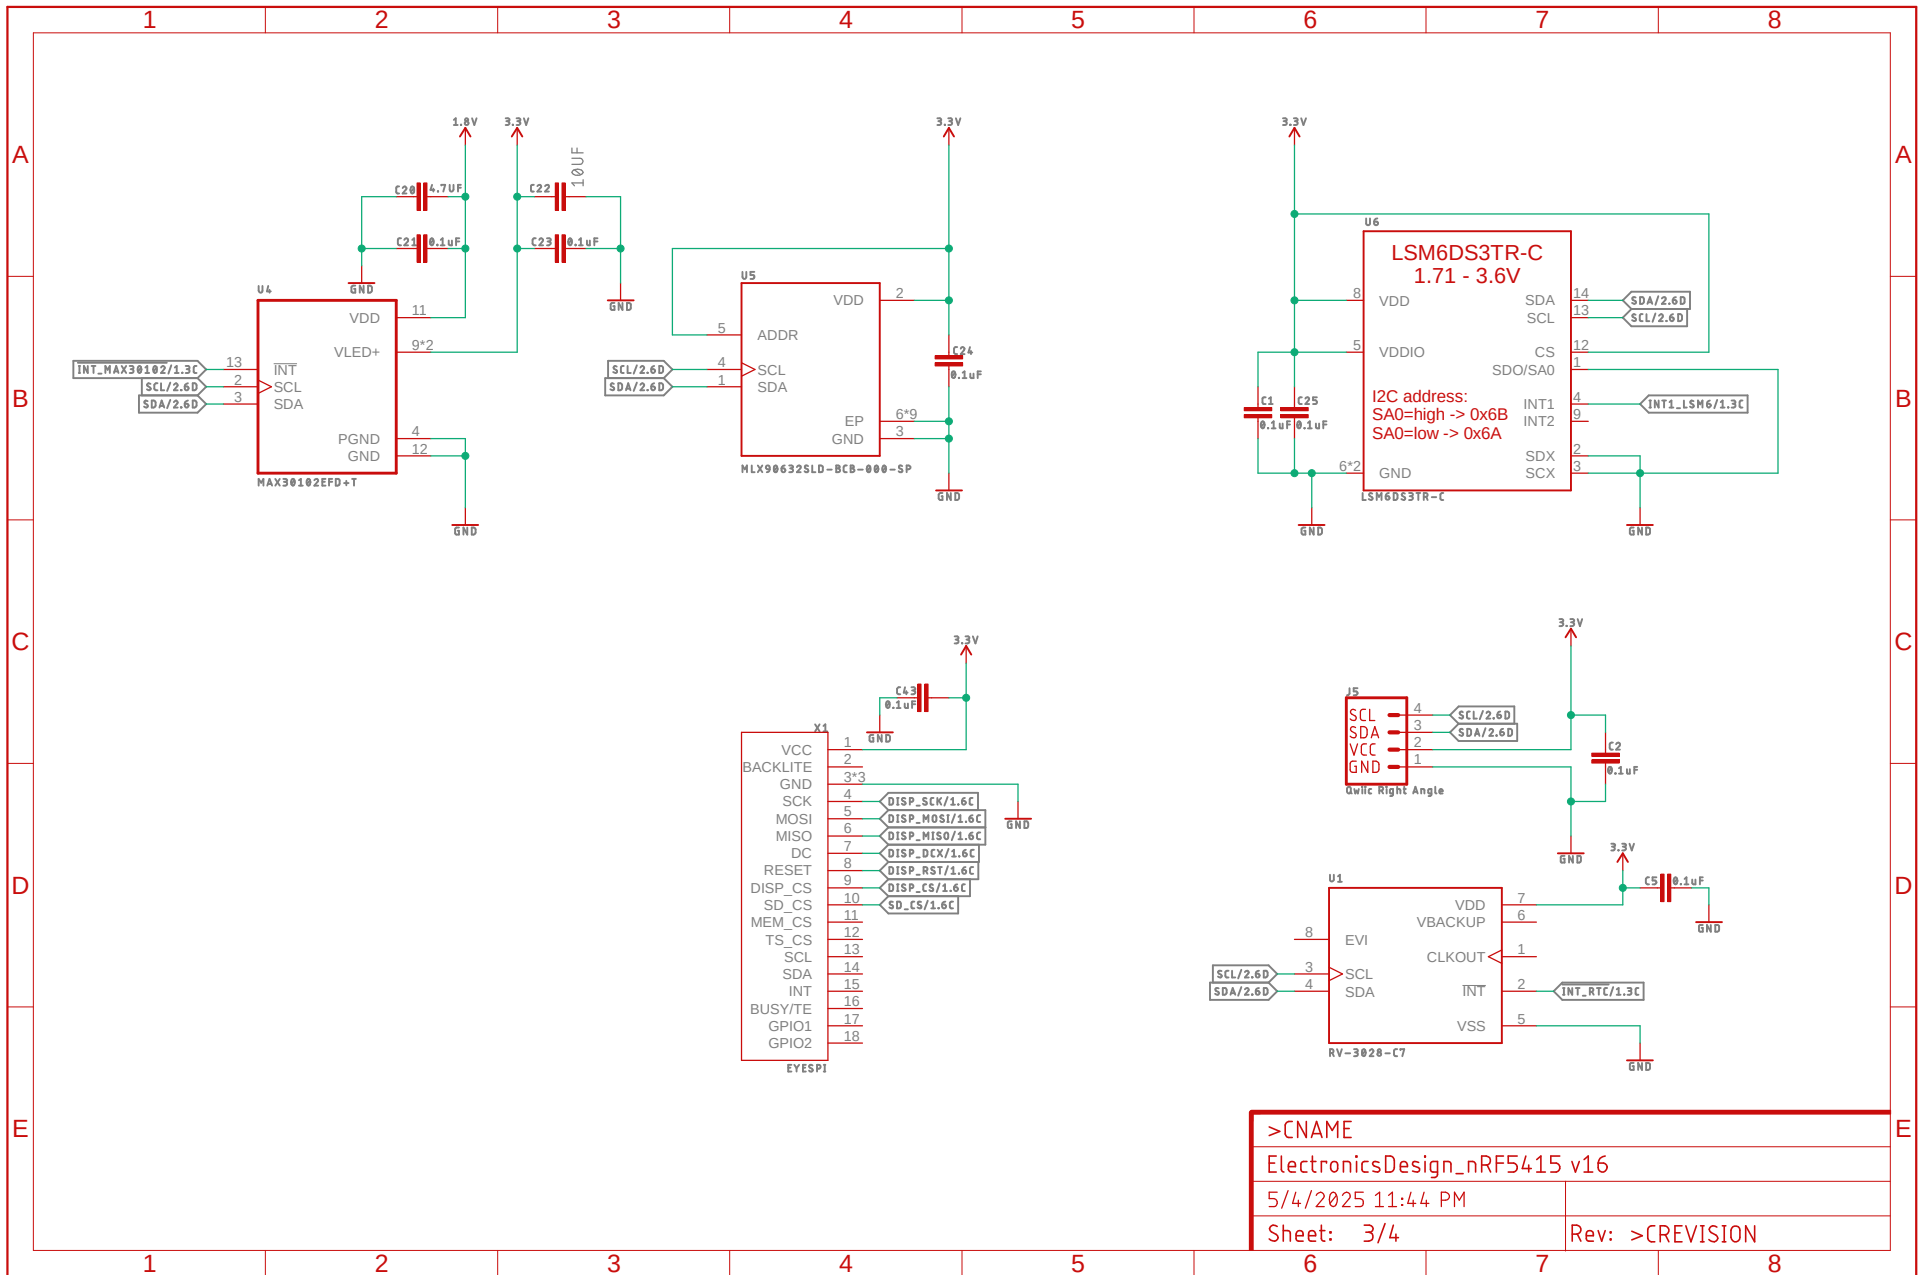 1 2 3 4 5 6 7 8
A A
B B
C C
D D
E E
1.8V
3.3V
C20 4.7UF
C21 0.1uF
GND
C22 10UF
C23 0.1uF
GND
U4
VDD 11
VLED+ 9*2
INT_MAX30102/1.3C 13 INT
SCL/2.6D 2 SCL
SDA/2.6D 3 SDA
PGND 4
GND 12
MAX30102EFD+T
GND
3.3V
U5
VDD 2
5 ADDR
SCL/2.6D 4 SCL
SDA/2.6D 1 SDA
C24
0.1uF
EP 6*9
GND 3
MLX90632SLD-BCB-000-SP
GND
3.3V
U6
LSM6DS3TR-C
1.71 - 3.6V
8 VDD
SDA 14 SDA/2.6D
SCL 13 SCL/2.6D
5 VDDIO
CS 12
SDO/SA0 1
C1 0.1uF
C25 0.1uF
I2C address:
SA0=high -> 0x6B
SA0=low -> 0x6A
INT1 4 INT1_LSM6/1.3C
INT2 9
SDX 2
6*2 GND
SCX 3
LSM6DS3TR-C
GND
GND
3.3V
C43
0.1uF
GND
X1
VCC 1
BACKLITE 2
GND 3*3
SCK 4 DISP_SCK/1.6C
MOSI 5 DISP_MOSI/1.6C
MISO 6 DISP_MISO/1.6C
DC 7 DISP_DCX/1.6C
RESET 8 DISP_RST/1.6C
DISP_CS 9 DISP_CS/1.6C
SD_CS 10 SD_CS/1.6C
MEM_CS 11
TS_CS 12
SCL 13
SDA 14
INT 15
BUSY/TE 16
GPIO1 17
GPIO2 18
EYESPI
GND
3.3V
J5
SCL 4 SCL/2.6D
SDA 3 SDA/2.6D
VCC 2
GND 1
Qwiic Right Angle
C2
0.1uF
GND
3.3V
C5 0.1uF
GND
U1
VDD 7
VBACKUP 6
8 EVI
CLKOUT 1
SCL/2.6D 3 SCL
SDA/2.6D 4 SDA
INT 2 INT_RTC/1.3C
VSS 5
RV-3028-C7
GND
>CNAME
ElectronicsDesign_nRF5415 v16
5/4/2025 11:44 PM
Sheet: 3/4
Rev: >CREVISION
1 2 3 4 5 6 7 8